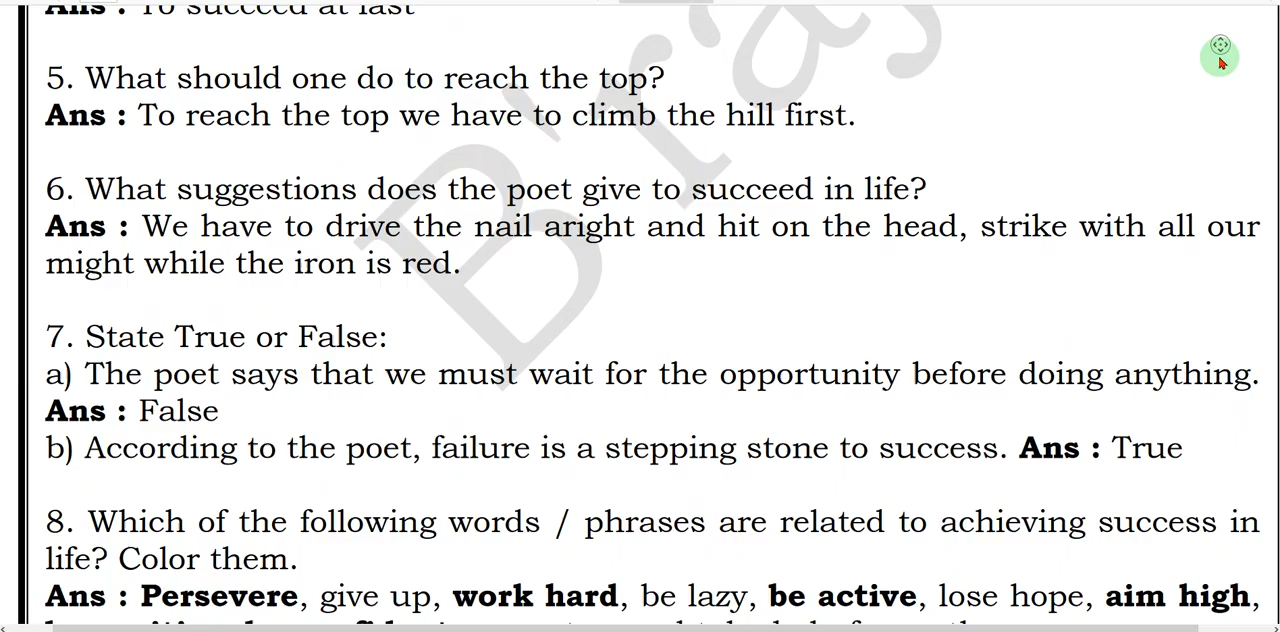 Ans : To succeed at last
5. What should one do to reach the top?
Ans : To reach the top we have to climb the hill first.
6. What suggestions does the poet give to succeed in life?
Ans : We have to drive the nail aright and hit on the head, strike with all our
might while the iron is red.
7. State True or False:
a) The poet says that we must wait for the opportunity before doing anything.
Ans : False
b) According to the poet, failure is a stepping stone to success. Ans : True
8. Which of the following words / phrases are related to achieving success in
life? Color them.
Ans : Persevere, give up, work hard, be lazy, be active, lose hope, aim high,